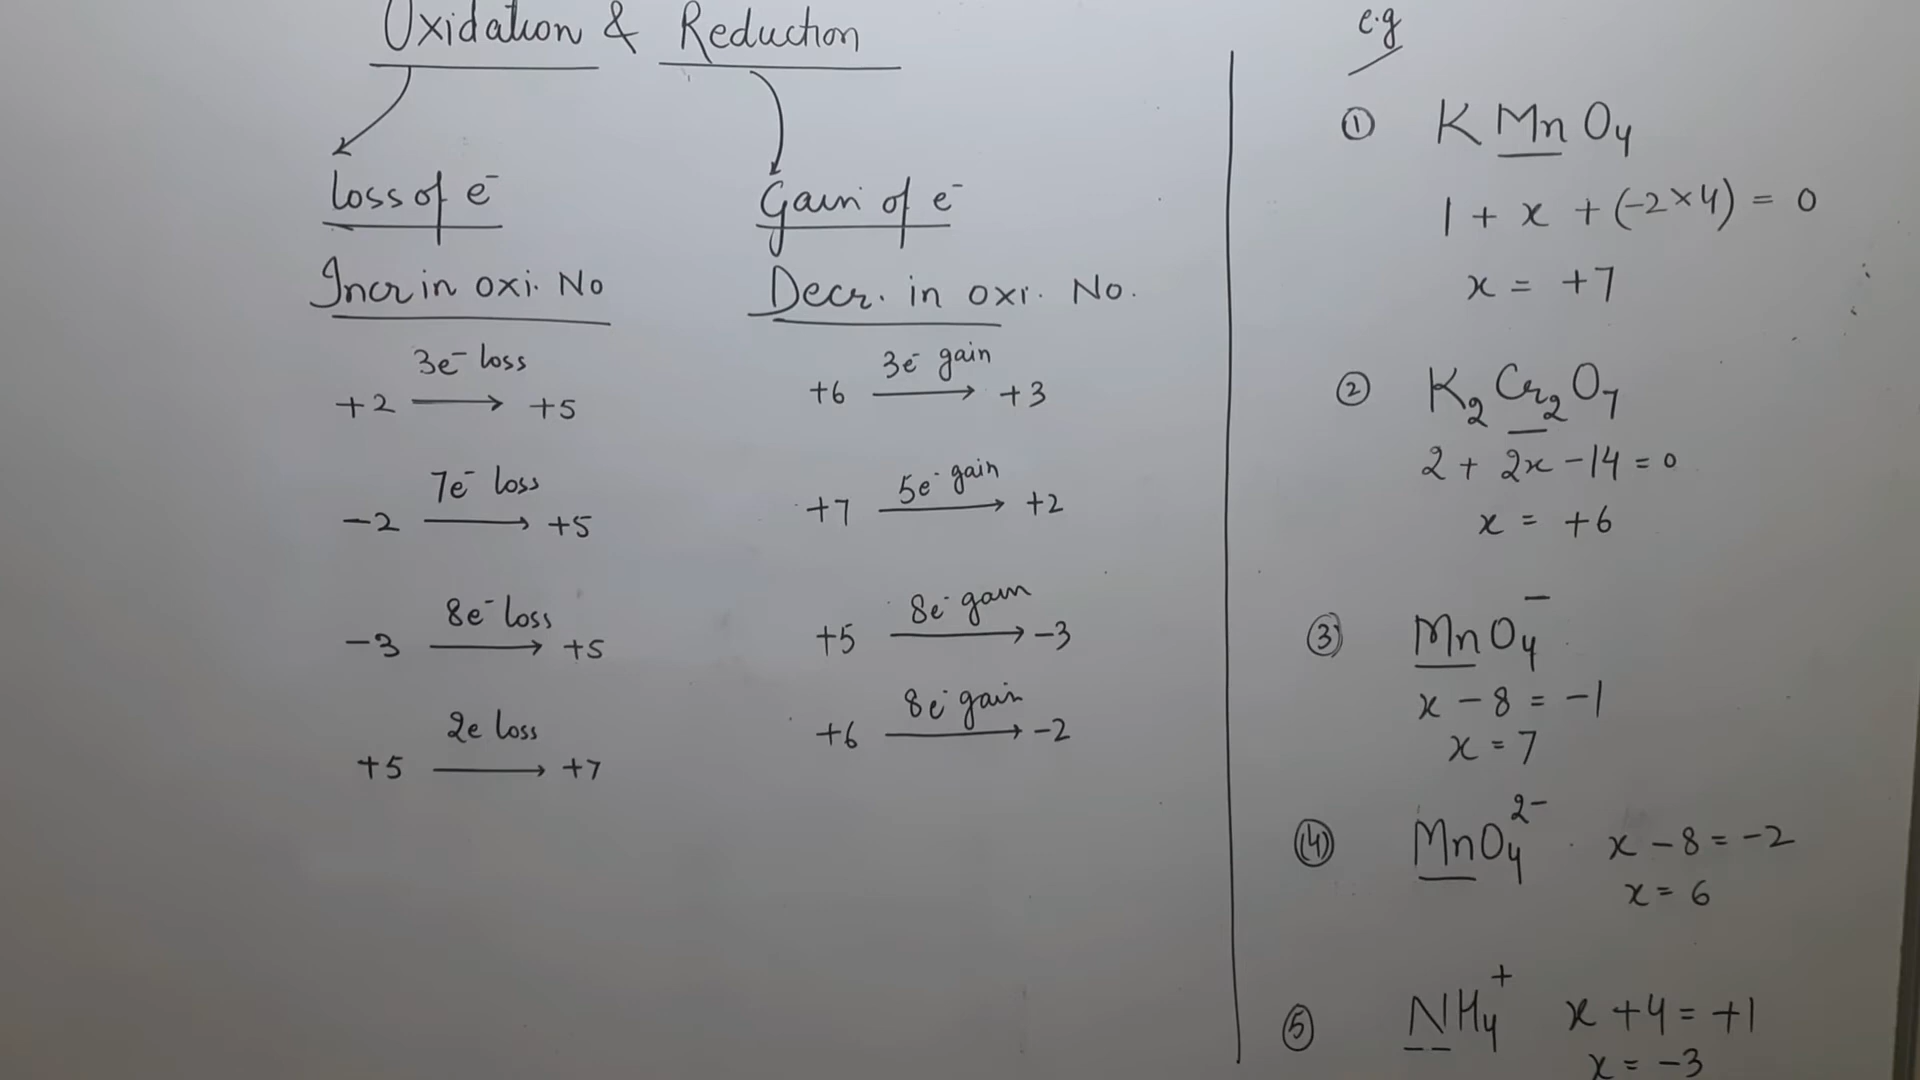 Oxidation & Reduction
loss of e⁻
Incr in oxi. No
3e⁻ loss
+2 → +5
7e⁻ loss
-2 → +5
8e⁻ loss
-3 → +5
2e loss
+5 → +7
Gain of e⁻
Decr. in oxi. No.
3e⁻ gain
+6 → +3
5e⁻ gain
+7 → +2
8e⁻ gain
+5 → -3
8e⁻ gain
+6 → -2
e.g
① KMnO₄
1 + x + (-2×4) = 0
x = +7
② K₂Cr₂O₇
2 + 2x - 14 = 0
x = +6
③ MnO₄⁻
x - 8 = -1
x = 7
④ MnO₄²⁻ x - 8 = -2
x = 6
⑤ NH₄⁺ x + 4 = +1
x = -3